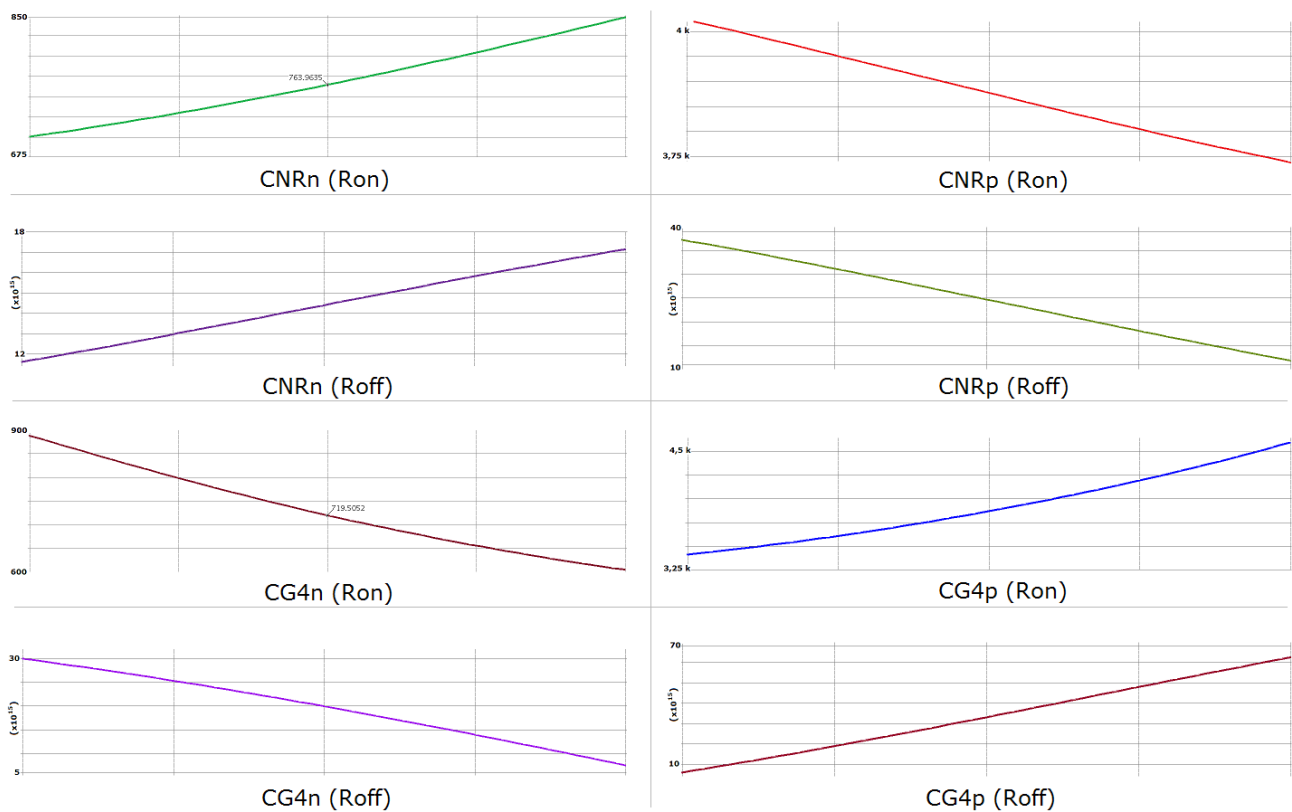 850
763.9635
675
CNRn (Ron)
4 k
3,75 k
CNRp (Ron)
18
(x10¹⁵)
12
CNRn (Roff)
40
(x10¹⁵)
10
CNRp (Roff)
900
719.5052
600
CG4n (Ron)
4,5 k
3,25 k
CG4p (Ron)
30
(x10¹⁵)
5
CG4n (Roff)
70
(x10¹⁵)
10
CG4p (Roff)